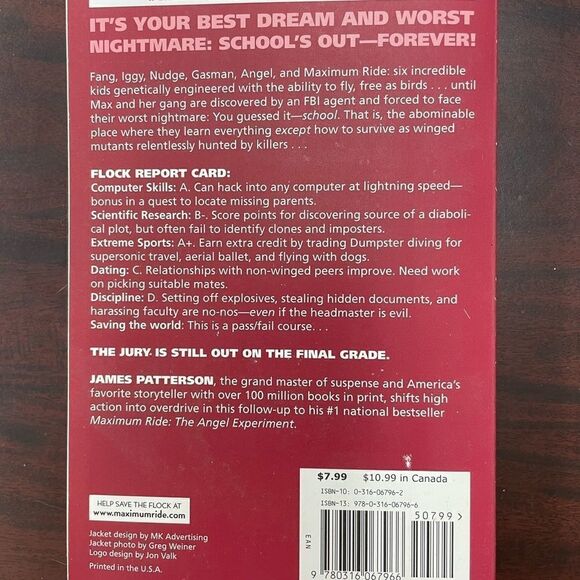 IT'S YOUR BEST DREAM AND WORST
NIGHTMARE: SCHOOL'S OUT—FOREVER!
Fang, Iggy, Nudge, Gasman, Angel, and Maximum Ride: six incredible
kids genetically engineered with the ability to fly, free as birds . . . until
Max and her gang are discovered by an FBI agent and forced to face
their worst nightmare: You guessed it—school. That is, the abominable
place where they learn everything except how to survive as winged
mutants relentlessly hunted by killers . . .
FLOCK REPORT CARD:
Computer Skills: A. Can hack into any computer at lightning speed—
bonus in a quest to locate missing parents.
Scientific Research: B-. Score points for discovering source of a diaboli-
cal plot, but often fail to identify clones and imposters.
Extreme Sports: A+. Earn extra credit by trading Dumpster diving for
supersonic travel, aerial ballet, and flying with dogs.
Dating: C. Relationships with non-winged peers improve. Need work
on picking suitable mates.
Discipline: D. Setting off explosives, stealing hidden documents, and
harassing faculty are no-nos—even if the headmaster is evil.
Saving the world: This is a pass/fail course. . .
THE JURY IS STILL OUT ON THE FINAL GRADE.
JAMES PATTERSON, the grand master of suspense and America's
favorite storyteller with over 100 million books in print, shifts high
action into overdrive in this follow-up to his #1 national bestseller
Maximum Ride: The Angel Experiment.
$7.99 $10.99 in Canada
ISBN-10: 0-316-06796-2
ISBN-13: 978-0-316-06796-6
50799>
EAN
9 780316 067966
HELP SAVE THE FLOCK AT
www.maximumride.com
Jacket design by MK Advertising
Jacket photo by Greg Weiner
Logo design by Jon Valk
Printed in the U.S.A.